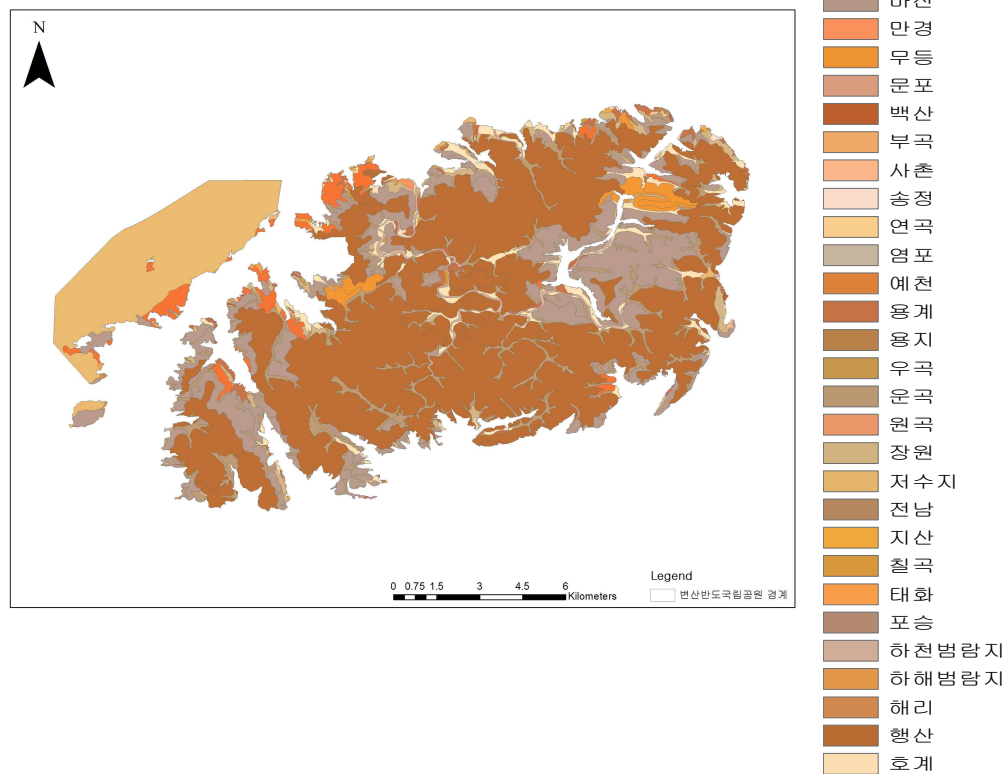 N
0 0.75 1.5 3 4.5 6
Kilometers
Legend
변산반도국립공원 경계
만경
무등
문포
백산
부곡
사촌
송정
연곡
염포
예천
용계
용지
우곡
운곡
원곡
장원
저수지
전남
지산
칠곡
태화
포승
하천범람지
하해범람지
해리
행산
호계